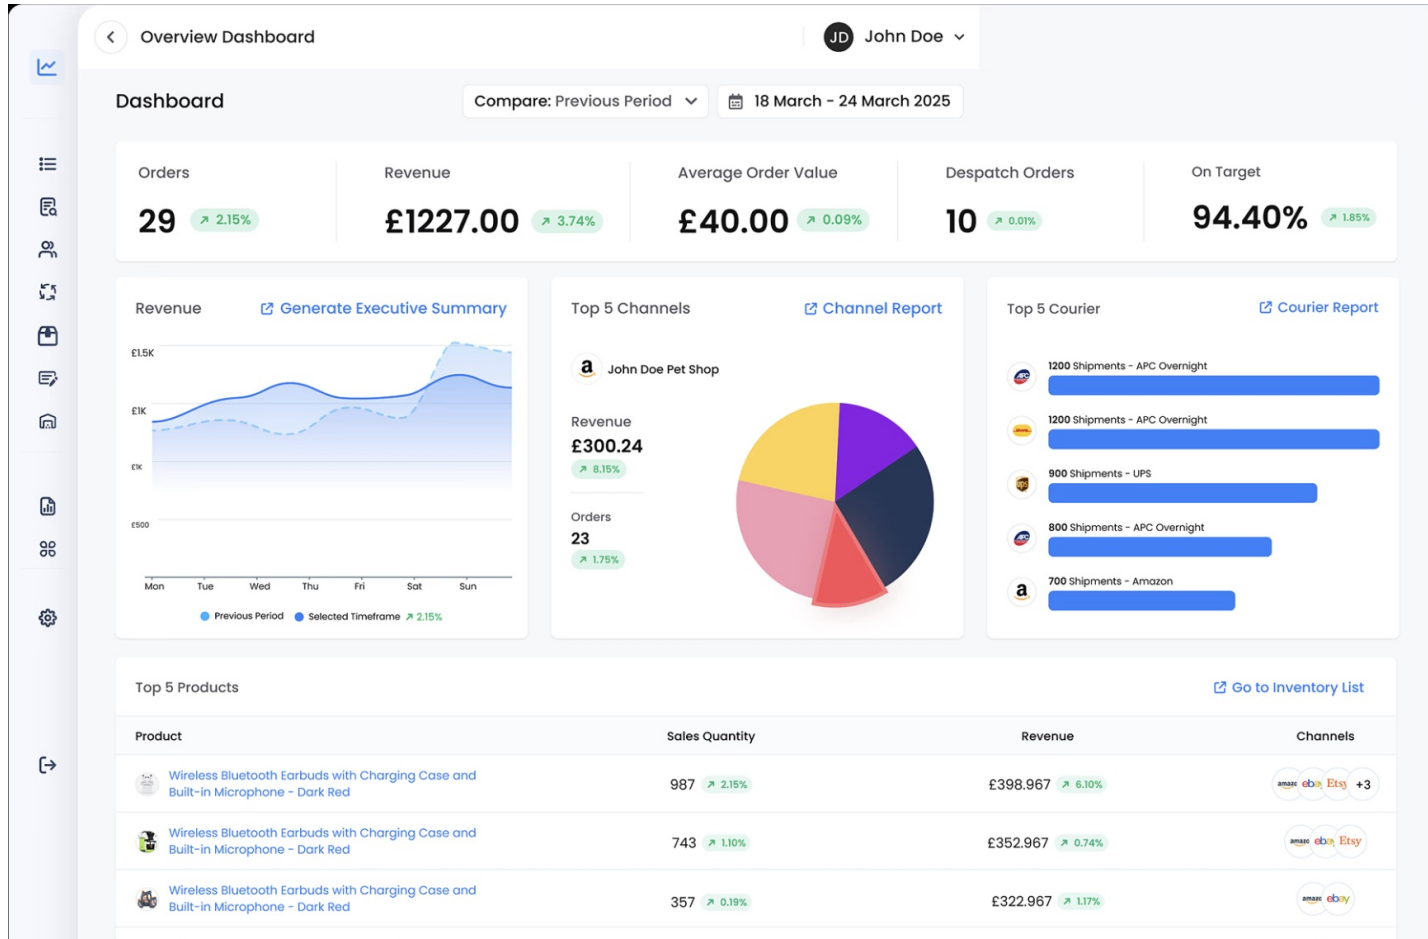 Overview Dashboard
JD John Doe
Dashboard
Compare: Previous Period
18 March - 24 March 2025
Orders
29 2.15%
Revenue
£1227.00 3.74%
Average Order Value
£40.00 0.09%
Despatch Orders
10 0.01%
On Target
94.40% 1.85%
Revenue
Generate Executive Summary
£1.5K
£1K
£1K
£500
Mon Tue Wed Thu Fri Sat Sun
Previous Period Selected Timeframe 2.15%
Top 5 Channels
Channel Report
a John Doe Pet Shop
Revenue
£300.24
8.15%
Orders
23
1.75%
Top 5 Courier
Courier Report
APC
1200 Shipments - APC Overnight
1200 Shipments - APC Overnight
ups
900 Shipments - UPS
APC
800 Shipments - APC Overnight
a
700 Shipments - Amazon
Top 5 Products
Go to Inventory List
Product Sales Quantity Revenue Channels
Wireless Bluetooth Earbuds with Charging Case and
Built-in Microphone - Dark Red
987 2.15% £398.967 6.10% amazo ebay Etsy +3
Wireless Bluetooth Earbuds with Charging Case and
Built-in Microphone - Dark Red
743 1.10% £352.967 0.74% amazo ebay Etsy
Wireless Bluetooth Earbuds with Charging Case and
Built-in Microphone - Dark Red
357 0.19% £322.967 1.17% amazo ebay